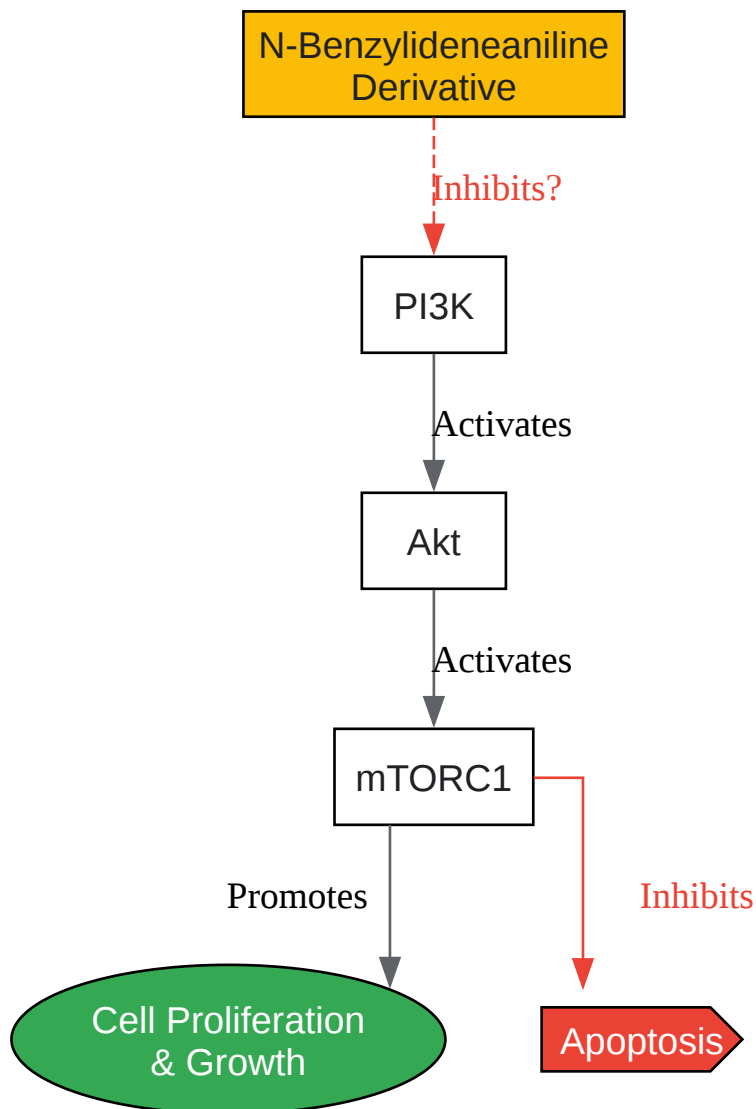 N-Benzylideneaniline
Derivative
Inhibits?
PI3K
Activates
Akt
Activates
mTORC1
Promotes
Inhibits
Cell Proliferation
& Growth
Apoptosis